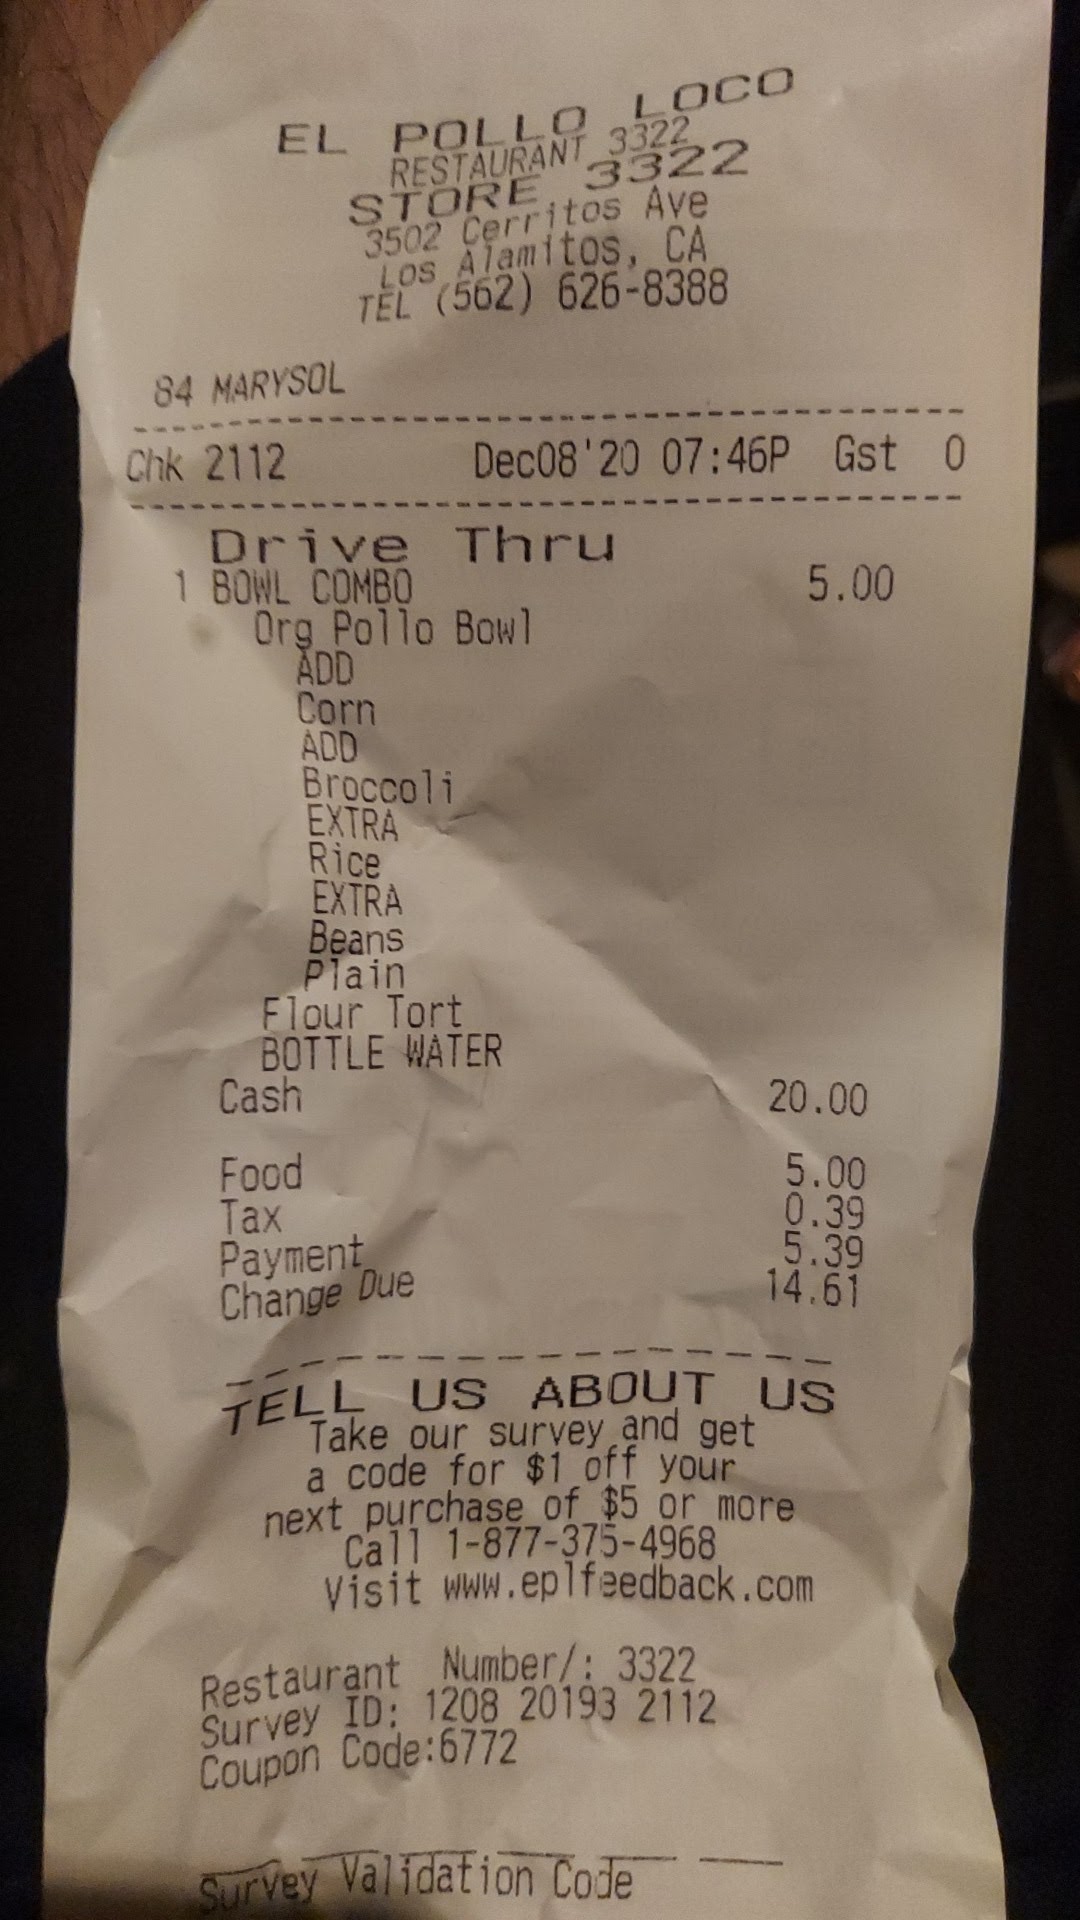 EL POLLO LOCO
RESTAURANT 3322
STORE 3322
3502 Cerritos Ave
Los Alamitos, CA
TEL (562) 626-8388
84 MARYSOL
Chk 2112 Dec08'20 07:46P Gst 0
Drive Thru
1 BOWL COMBO 5.00
Org Pollo Bowl
ADD
Corn
ADD
Broccoli
EXTRA
Rice
EXTRA
Beans
Plain
Flour Tort
BOTTLE WATER
Cash 20.00
Food 5.00
Tax 0.39
Payment 5.39
Change Due 14.61
TELL US ABOUT US
Take our survey and get
a code for $1 off your
next purchase of $5 or more
Call 1-877-375-4968
Visit www.eplfeedback.com
Restaurant Number/: 3322
Survey ID: 1208 20193 2112
Coupon Code:6772
Survey Validation Code